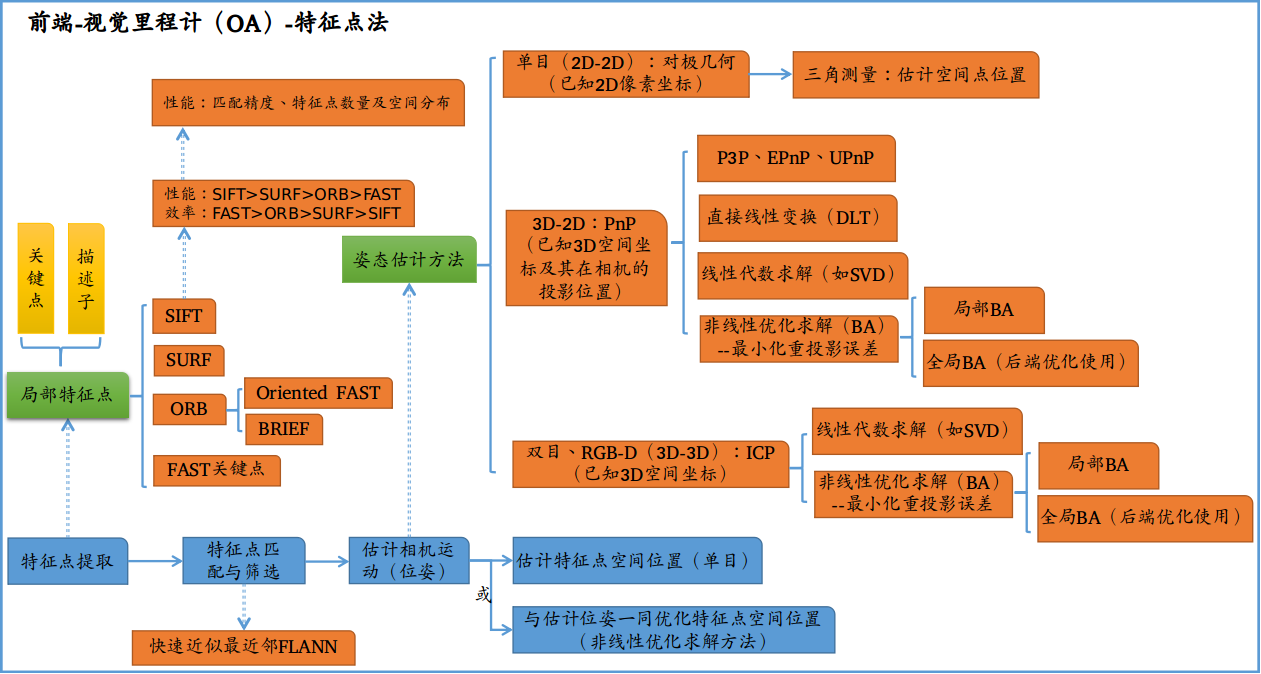 前端-视觉里程计（OA）-特征点法
性能：匹配精度、特征点数量及空间分布
性能：SIFT>SURF>ORB>FAST
效率：FAST>ORB>SURF>SIFT
关键点
描述子
局部特征点
SIFT
SURF
ORB
Oriented FAST
BRIEF
FAST关键点
姿态估计方法
单目（2D-2D）：对极几何
（已知2D像素坐标）
三角测量：估计空间点位置
3D-2D：PnP
（已知3D空间坐
标及其在相机的
投影位置）
P3P、EPnP、UPnP
直接线性变换（DLT）
线性代数求解（如SVD）
非线性优化求解（BA）
--最小化重投影误差
局部BA
全局BA（后端优化使用）
双目、RGB-D（3D-3D）：ICP
（已知3D空间坐标）
线性代数求解（如SVD）
非线性优化求解（BA）
--最小化重投影误差
局部BA
全局BA（后端优化使用）
特征点提取
特征点匹
配与筛选
估计相机运
动（位姿）
或
估计特征点空间位置（单目）
与估计位姿一同优化特征点空间位置
（非线性优化求解方法）
快速近似最近邻FLANN